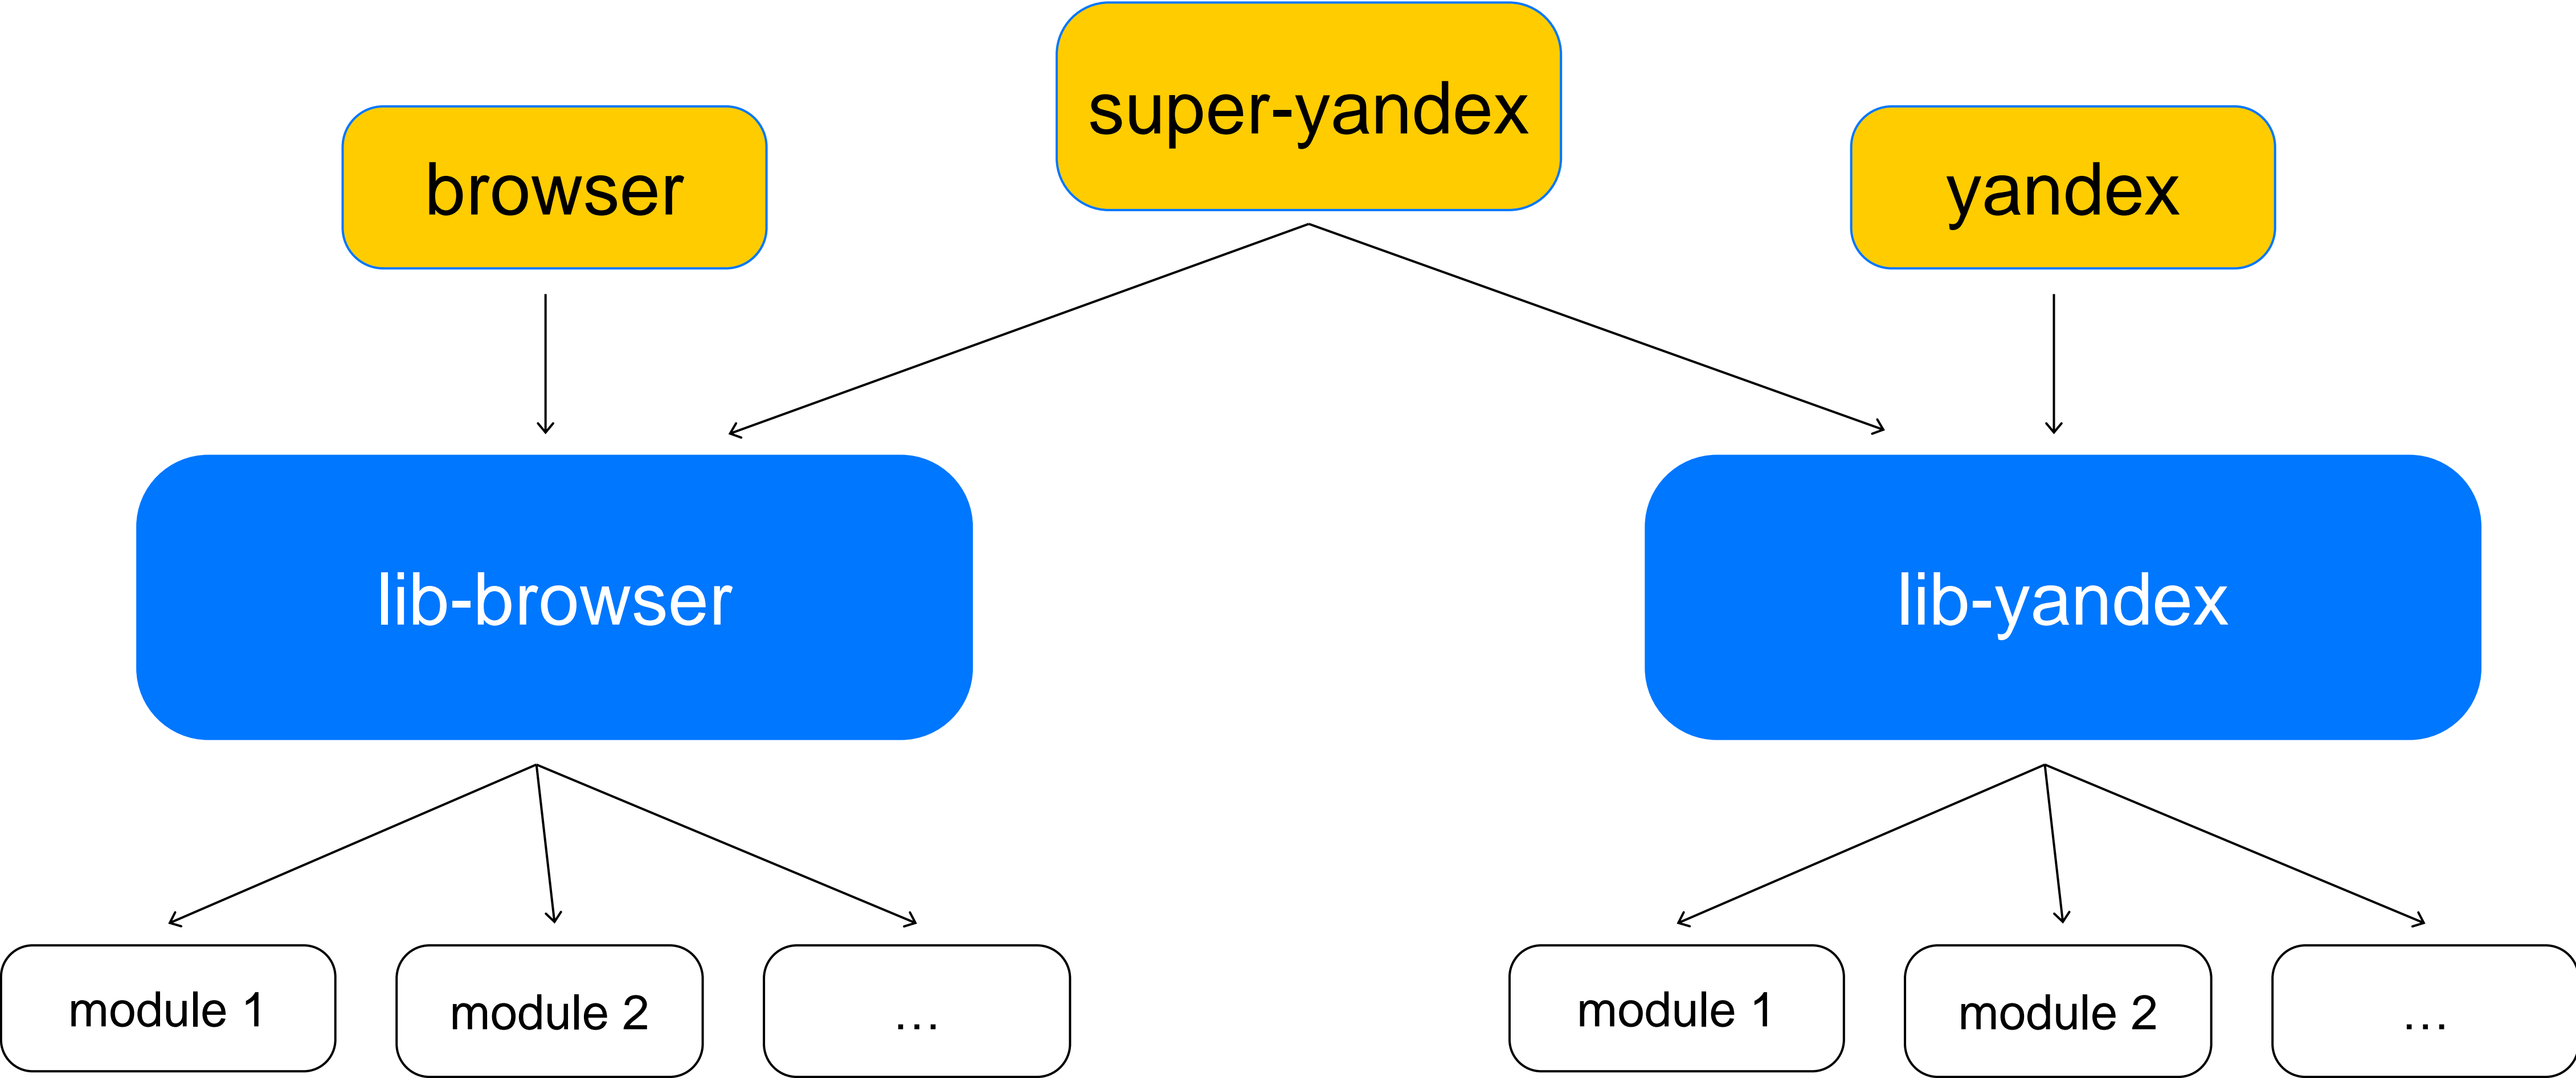 super-yandex
browser
yandex
lib-browser
lib-yandex
module 1
module 2
...
module 1
module 2
...